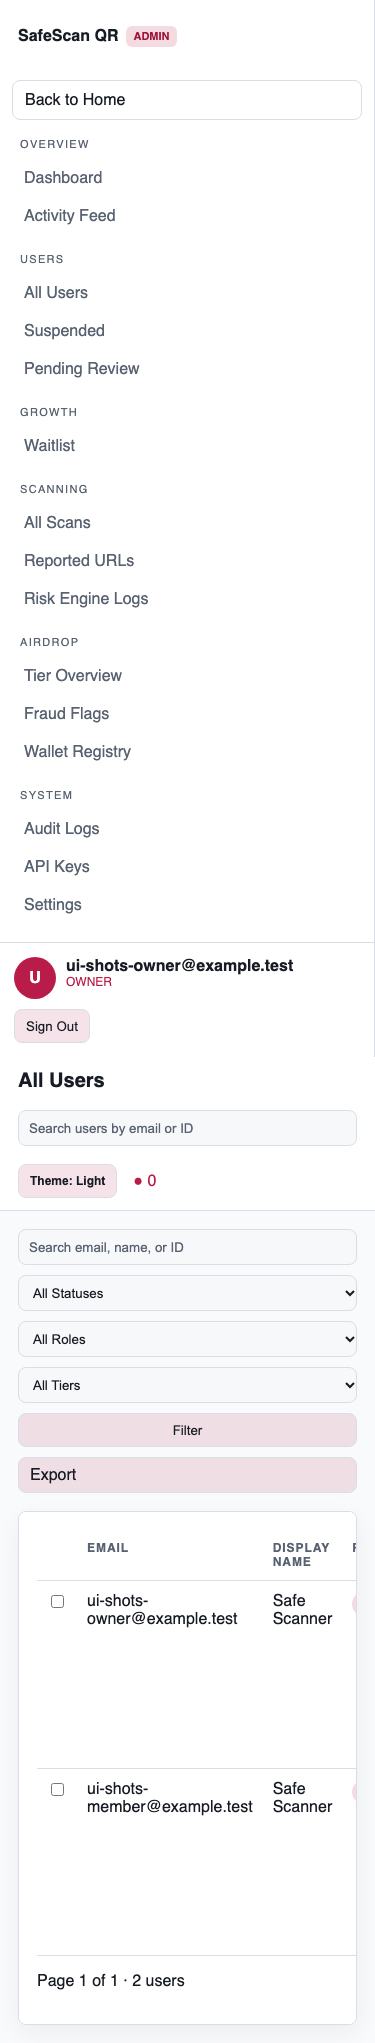 SafeScan QR ADMIN
Back to Home
OVERVIEW
Dashboard
Activity Feed
USERS
All Users
Suspended
Pending Review
GROWTH
Waitlist
SCANNING
All Scans
Reported URLs
Risk Engine Logs
AIRDROP
Tier Overview
Fraud Flags
Wallet Registry
SYSTEM
Audit Logs
API Keys
Settings
U
ui-shots-owner@example.test
OWNER
Sign Out
All Users
Search users by email or ID
Theme: Light ● 0
Search email, name, or ID
All Statuses
All Roles
All Tiers
Filter
Export
EMAIL DISPLAY
NAME
ui-shots- Safe
owner@example.test Scanner
ui-shots- Safe
member@example.test Scanner
Page 1 of 1 · 2 users